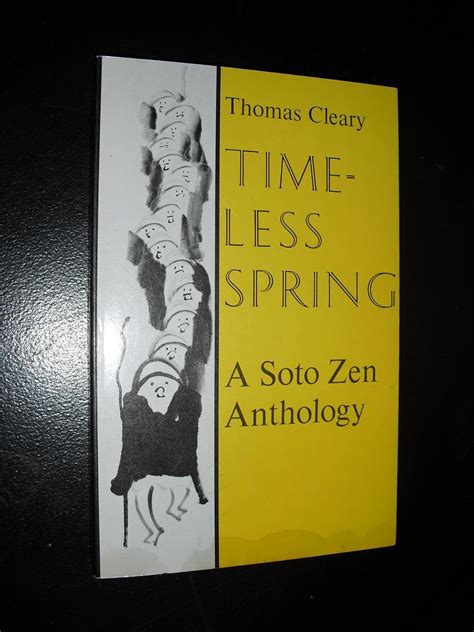 Thomas Cleary
TIME-
LESS
SPRING
A Soto Zen
Anthology